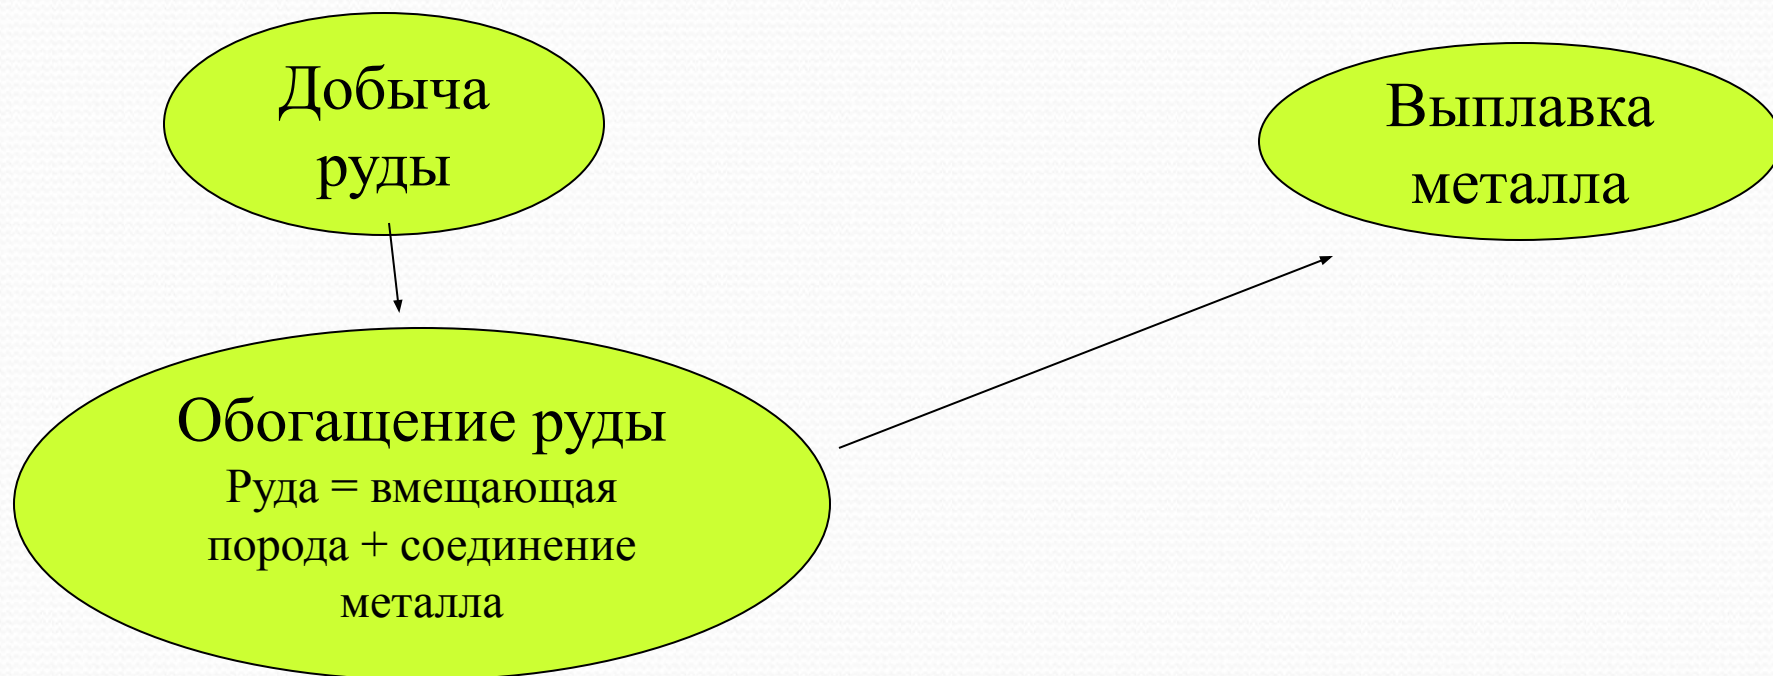 Добыча
руды
Выплавка
металла
Обогащение руды
Руда = вмещающая
порода + соединение
металла